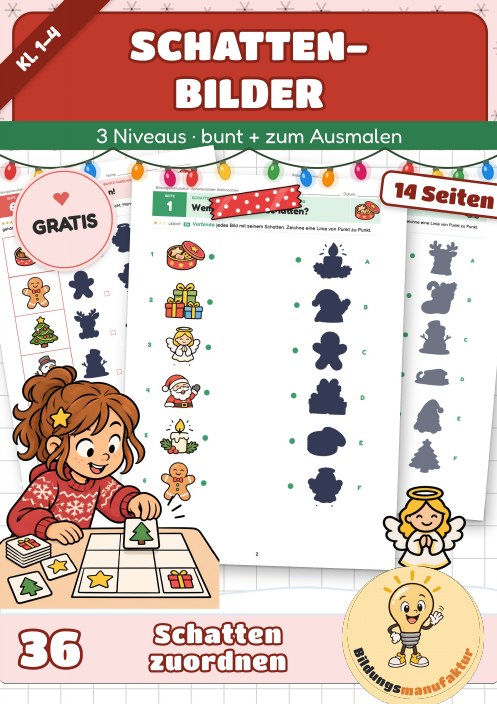 Kl. 1–4
SCHATTEN-
BILDER
3 Niveaus · bunt + zum Ausmalen
GRATIS
14 Seiten
1
Verbinde jedes Bild mit seinem Schatten. Zeichne eine Linie von Punkt zu Punkt.
1
A
2
B
3
C
4
D
5
E
6
F
2
A
B
C
D
E
F
36
Schatten
zuordnen
Bildungsmanufaktur